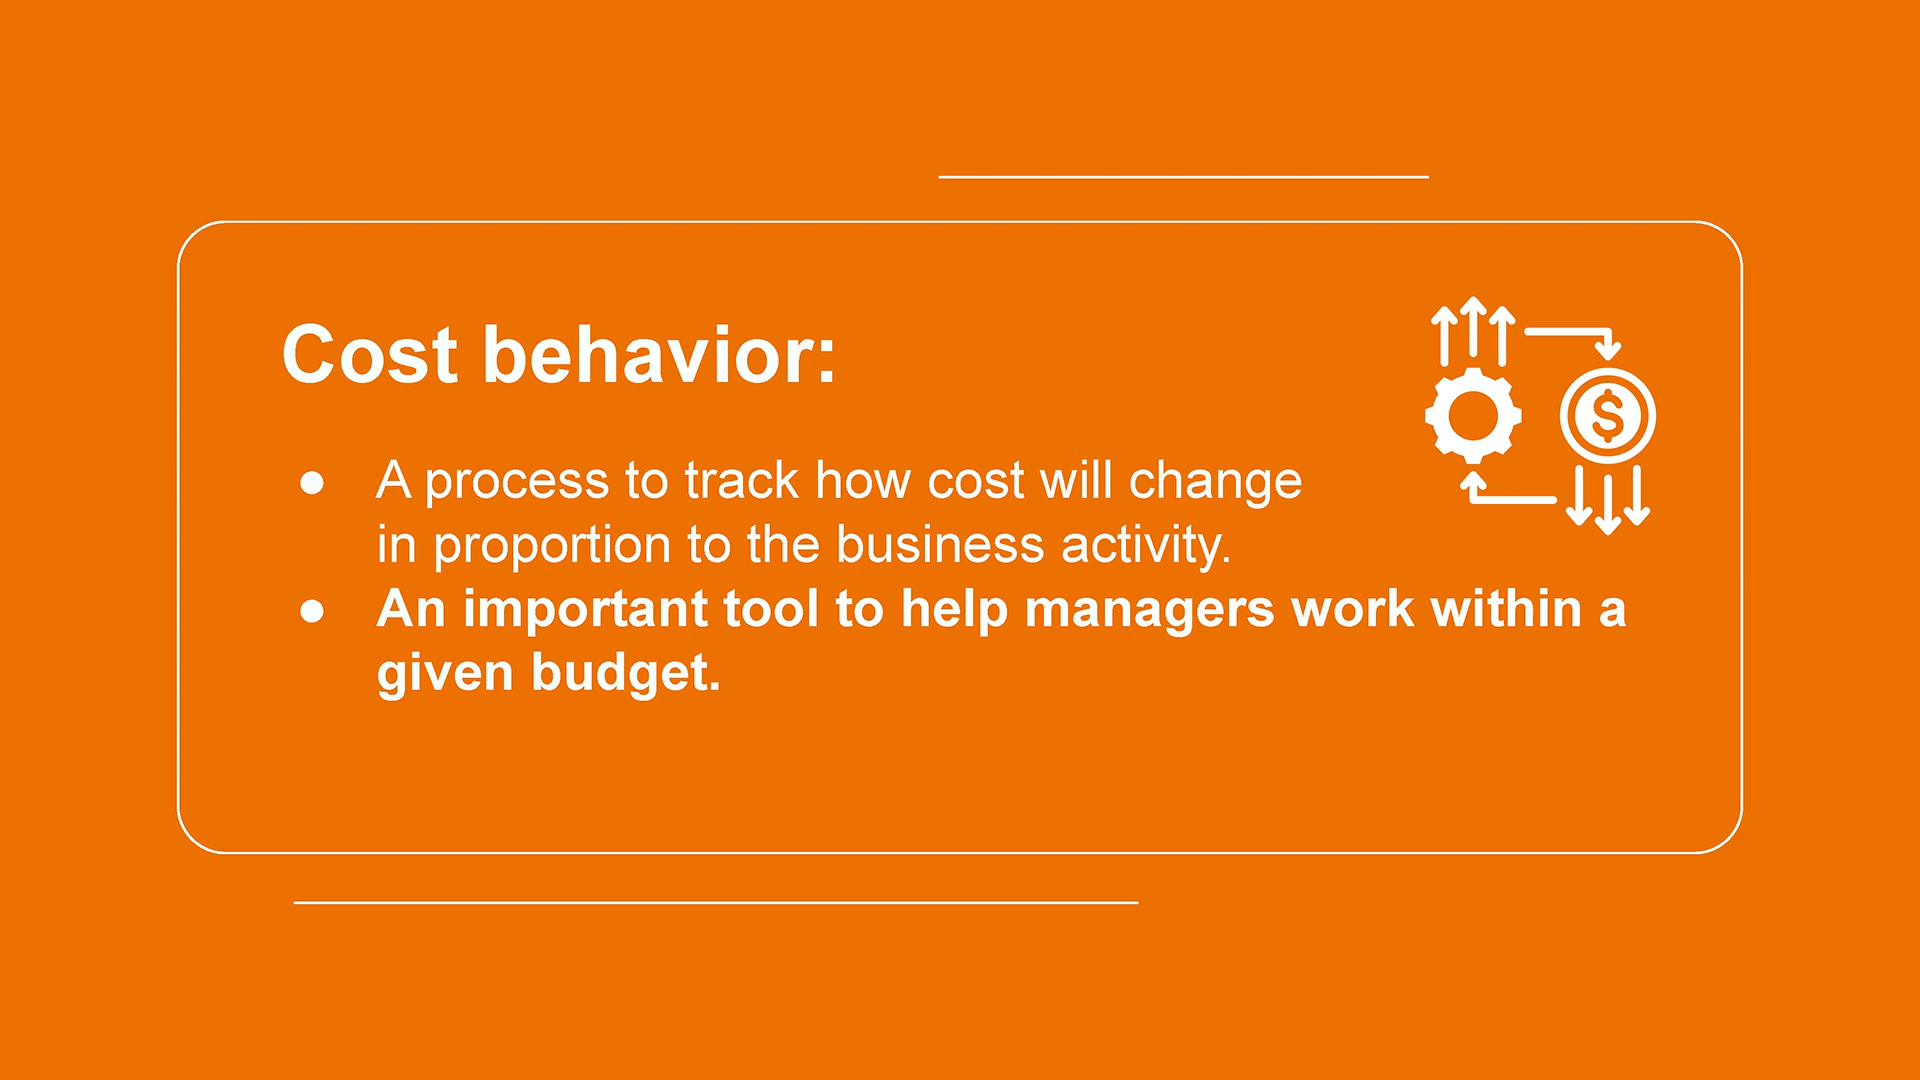 Cost behavior:
● A process to track how cost will change
in proportion to the business activity.
● An important tool to help managers work within a
given budget.
$